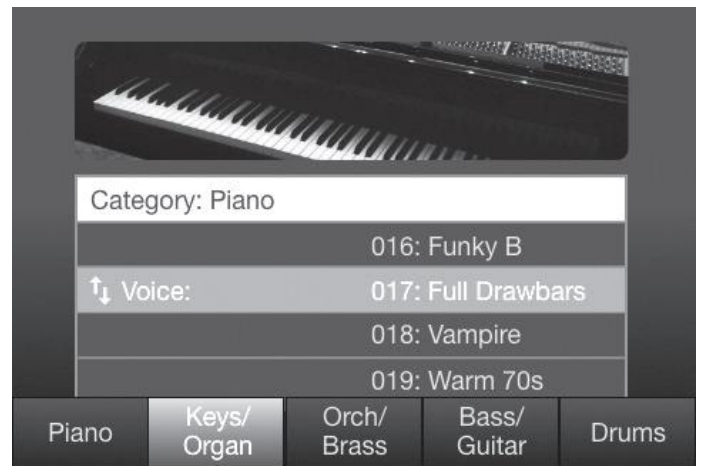 Category: Piano
016: Funky B
Voice: 017: Full Drawbars
018: Vampire
019: Warm 70s
Piano
Keys/
Organ
Orch/
Brass
Bass/
Guitar
Drums